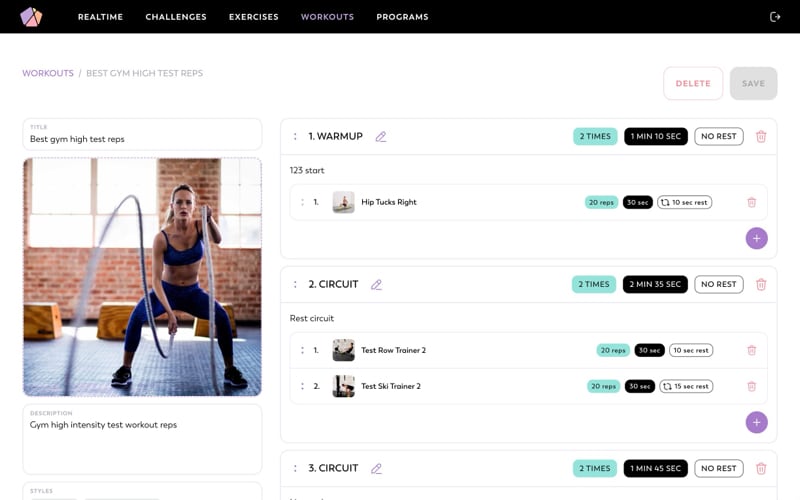 REALTIME CHALLENGES EXERCISES WORKOUTS PROGRAMS
WORKOUTS / BEST GYM HIGH TEST REPS
DELETE SAVE
TITLE
Best gym high test reps
DESCRIPTION
Gym high intensity test workout reps
STYLES
1. WARMUP 2 TIMES 1 MIN 10 SEC NO REST
123 start
1. Hip Tucks Right 20 reps 30 sec 10 sec rest
2. CIRCUIT 2 TIMES 2 MIN 35 SEC NO REST
Rest circuit
1. Test Row Trainer 2 20 reps 30 sec 10 sec rest
2. Test Ski Trainer 2 20 reps 30 sec 15 sec rest
3. CIRCUIT 2 TIMES 1 MIN 45 SEC NO REST